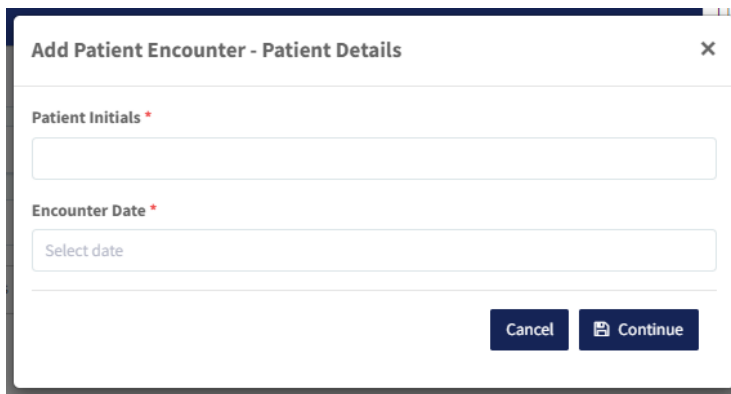 Add Patient Encounter - Patient Details ×
Patient Initials *
Encounter Date *
Select date
Cancel Continue